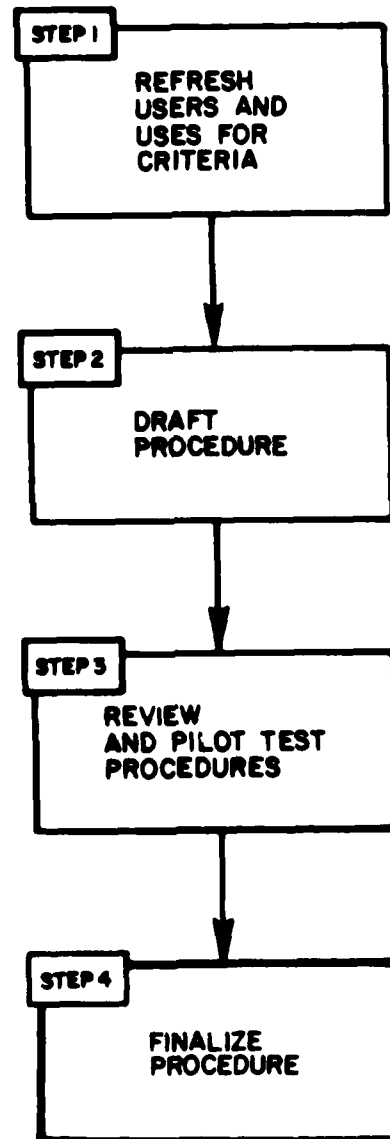 STEP 1
REFRESH
USERS AND
USES FOR
CRITERIA
STEP 2
DRAFT
PROCEDURE
STEP 3
REVIEW
AND PILOT TEST
PROCEDURES
STEP 4
FINALIZE
PROCEDURE